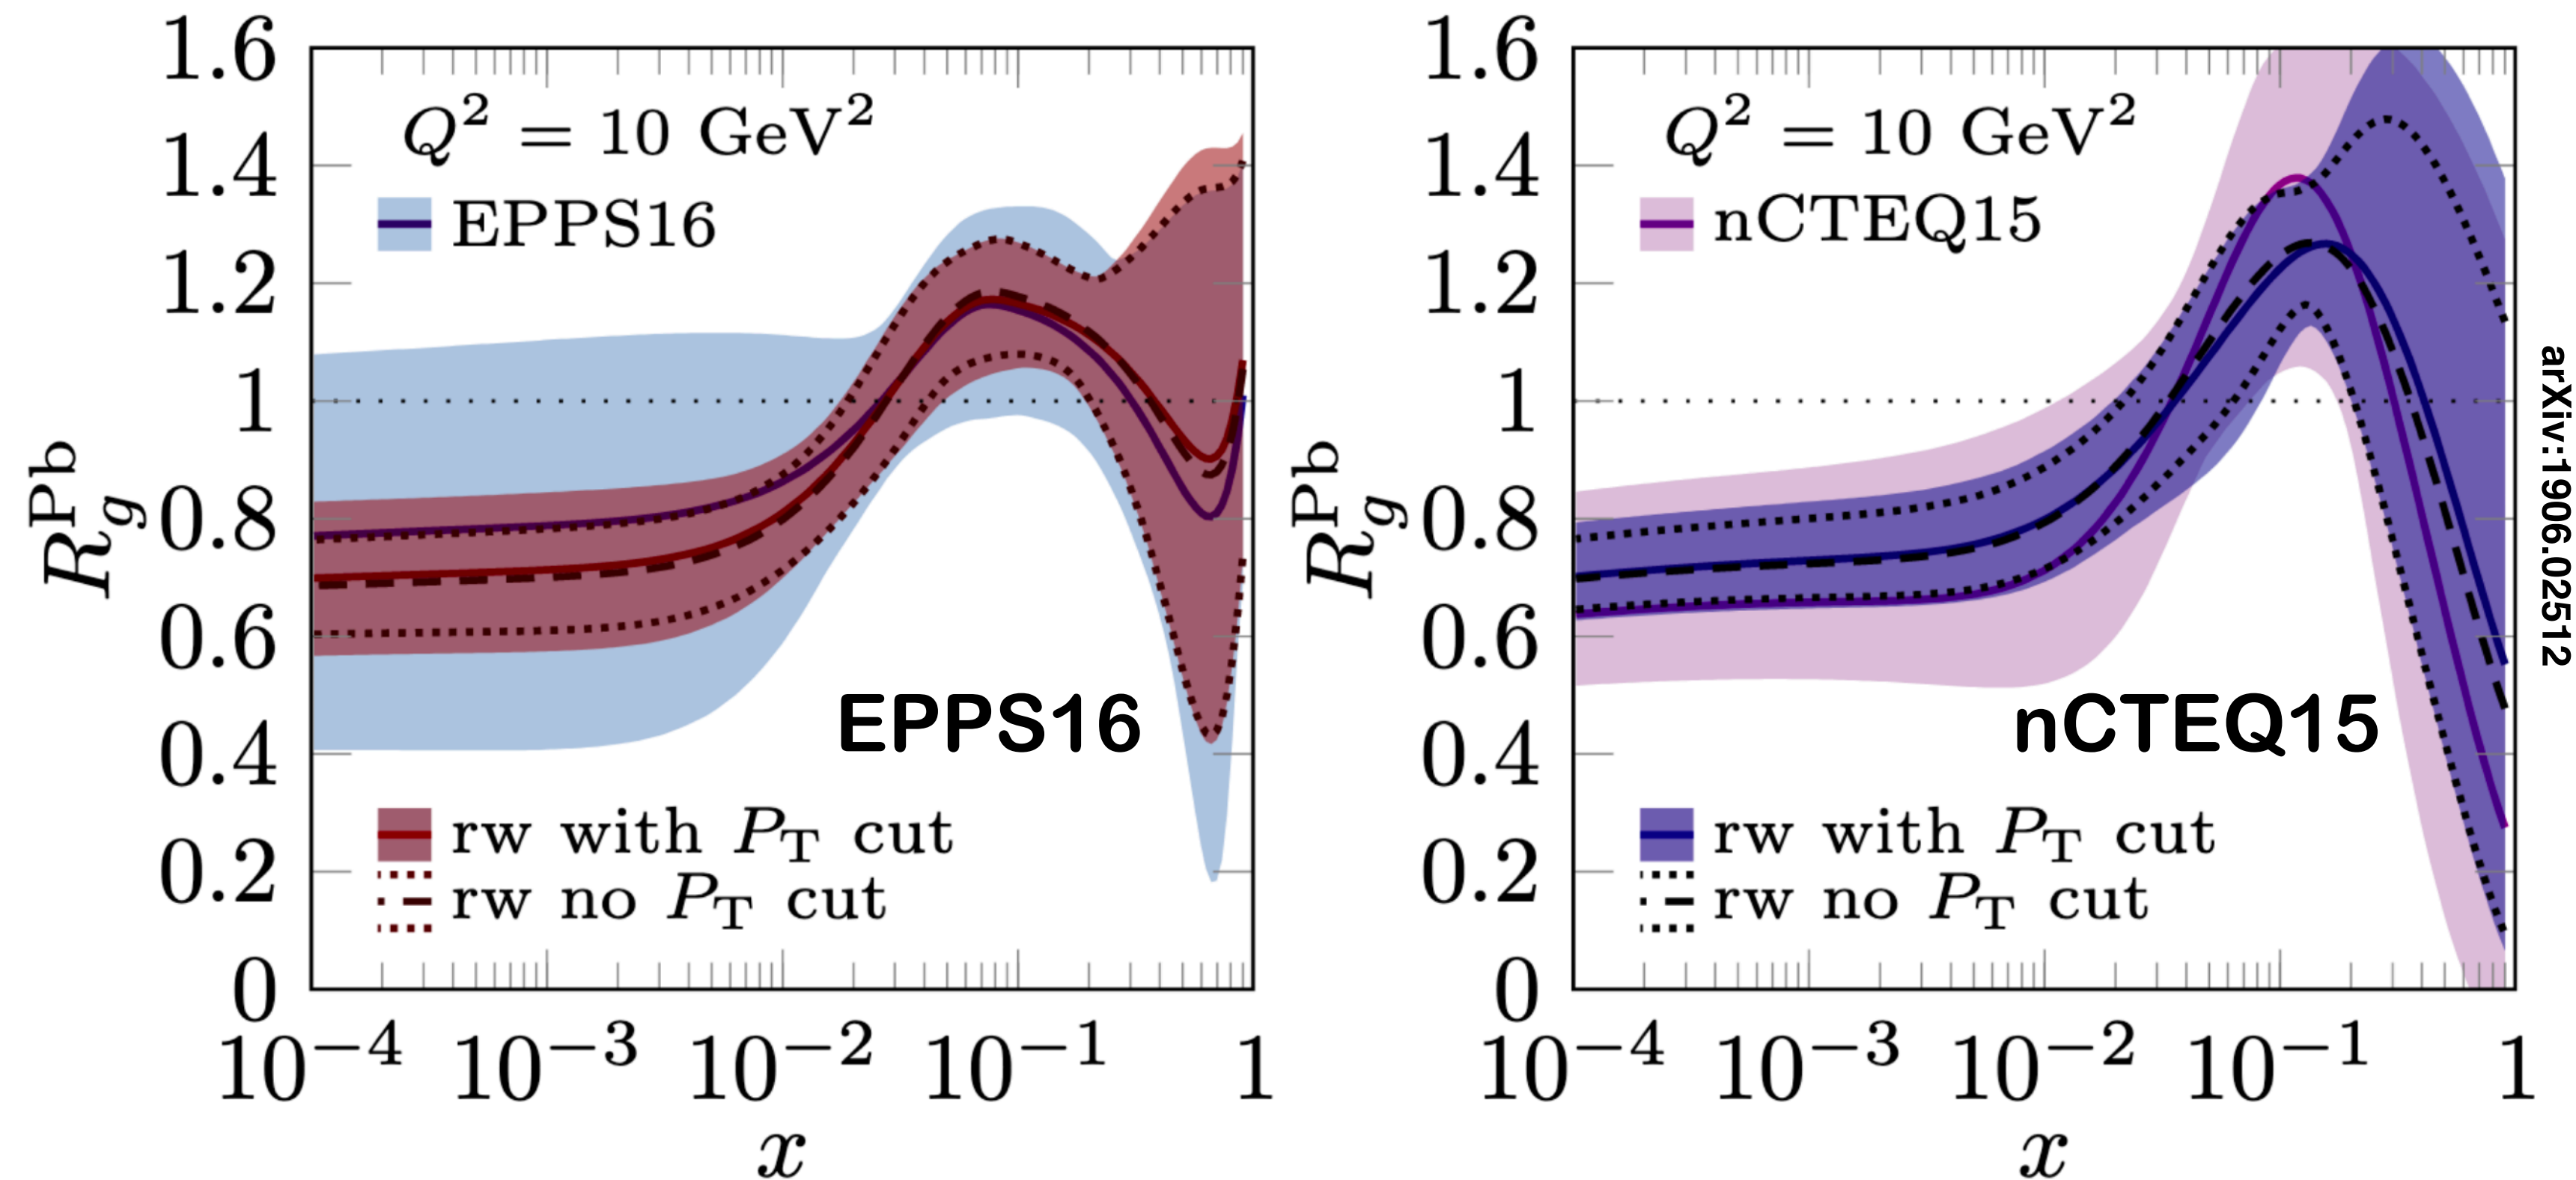 1.6
1.4
1.2
1
0.8
0.6
0.4
0.2
0
R_g^Pb
Q² = 10 GeV²
EPPS16
EPPS16
rw with P_T cut
rw no P_T cut
10⁻⁴ 10⁻³ 10⁻² 10⁻¹ 1
x
1.6
1.4
1.2
1
0.8
0.6
0.4
0.2
0
R_g^Pb
Q² = 10 GeV²
nCTEQ15
nCTEQ15
rw with P_T cut
rw no P_T cut
10⁻⁴ 10⁻³ 10⁻² 10⁻¹ 1
x
arXiv:1906.02512